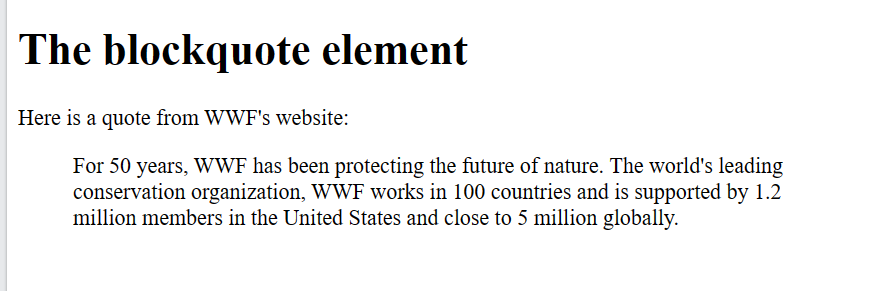 The blockquote element
Here is a quote from WWF's website:
For 50 years, WWF has been protecting the future of nature. The world's leading
conservation organization, WWF works in 100 countries and is supported by 1.2
million members in the United States and close to 5 million globally.